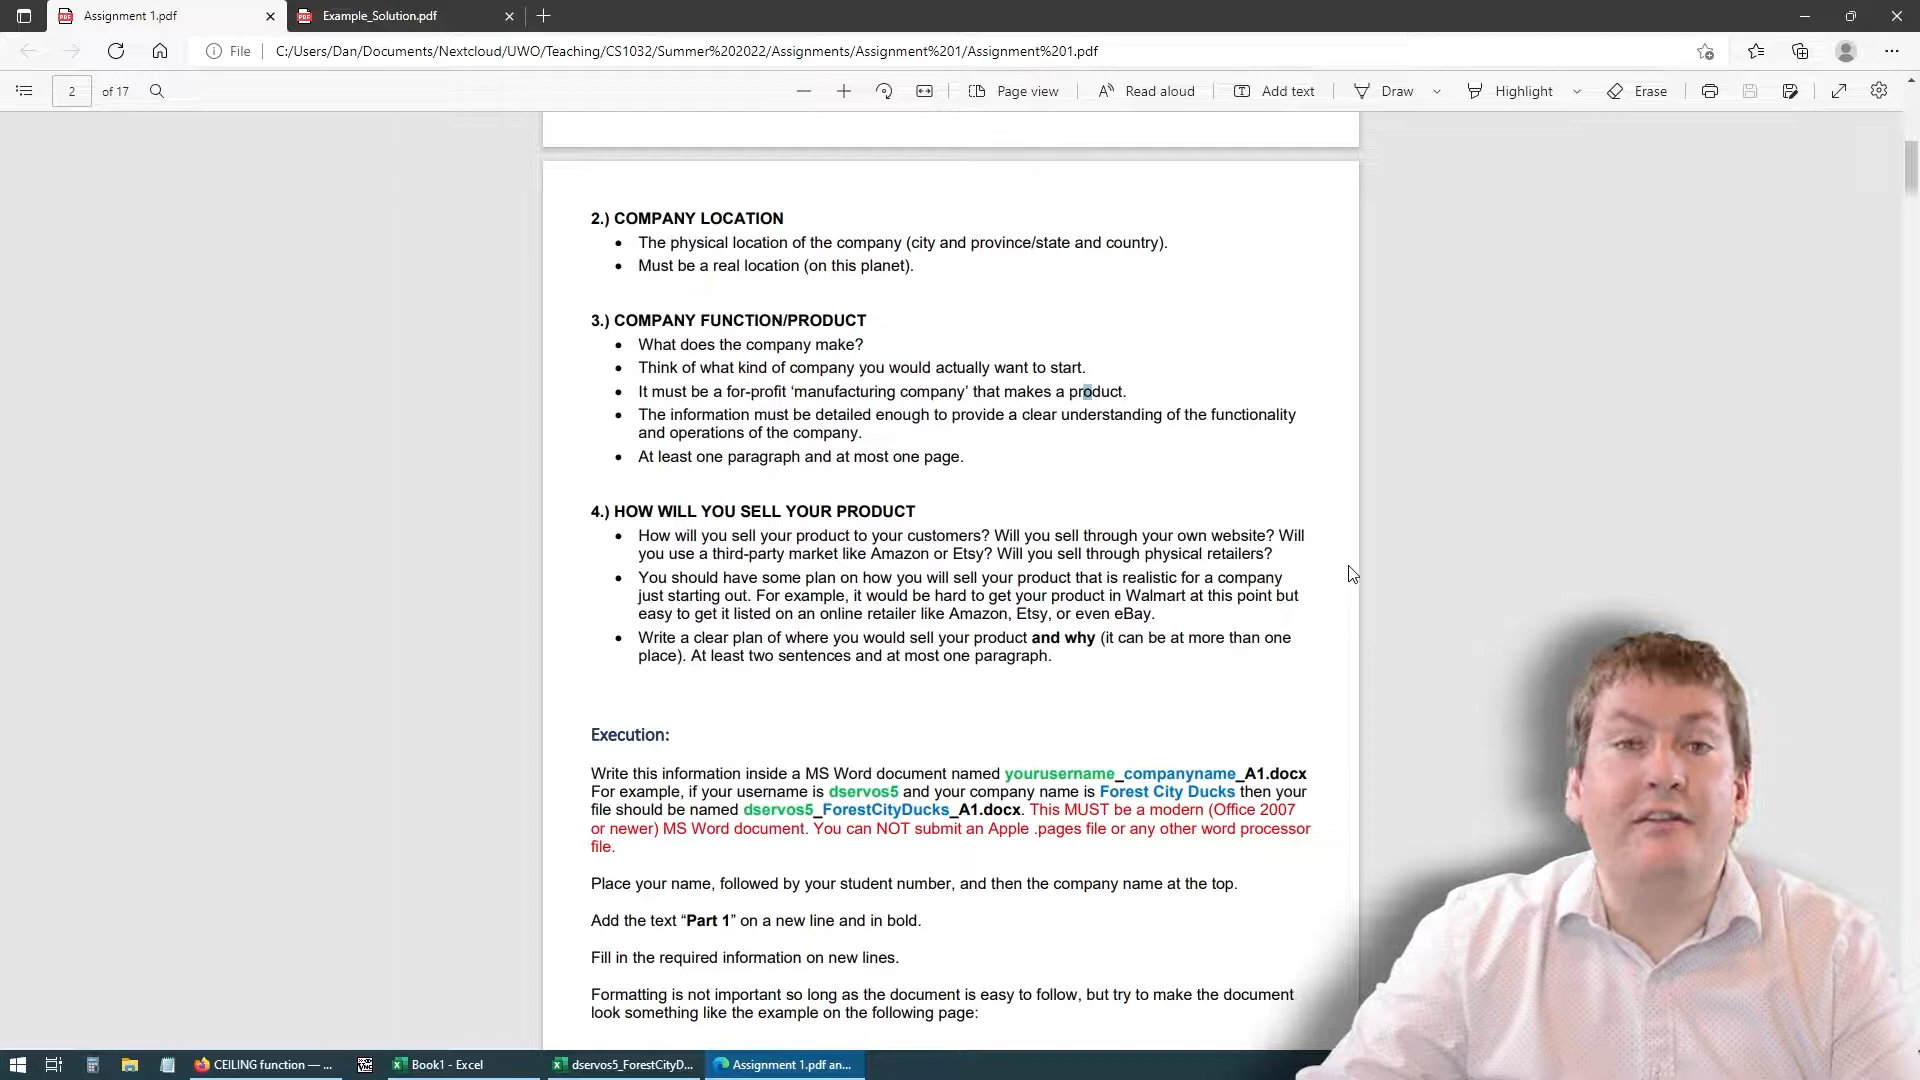 Assignment 1.pdf
Example_Solution.pdf
File
C:/Users/Dan/Documents/Nextcloud/UWO/Teaching/CS1032/Summer%202022/Assignments/Assignment%201/Assignment%201.pdf
2 of 17
Page view
Read aloud
Add text
Draw
Highlight
Erase
2.) COMPANY LOCATION
• The physical location of the company (city and province/state and country).
• Must be a real location (on this planet).
3.) COMPANY FUNCTION/PRODUCT
• What does the company make?
• Think of what kind of company you would actually want to start.
• It must be a for-profit ‘manufacturing company’ that makes a product.
• The information must be detailed enough to provide a clear understanding of the functionality
and operations of the company.
• At least one paragraph and at most one page.
4.) HOW WILL YOU SELL YOUR PRODUCT
• How will you sell your product to your customers? Will you sell through your own website? Will
you use a third-party market like Amazon or Etsy? Will you sell through physical retailers?
• You should have some plan on how you will sell your product that is realistic for a company
just starting out. For example, it would be hard to get your product in Walmart at this point but
easy to get it listed on an online retailer like Amazon, Etsy, or even eBay.
• Write a clear plan of where you would sell your product and why (it can be at more than one
place). At least two sentences and at most one paragraph.
Execution:
Write this information inside a MS Word document named yourusername_companyname_A1.docx
For example, if your username is dservos5 and your company name is Forest City Ducks then your
file should be named dservos5_ForestCityDucks_A1.docx. This MUST be a modern (Office 2007
or newer) MS Word document. You can NOT submit an Apple .pages file or any other word processor
file.
Place your name, followed by your student number, and then the company name at the top.
Add the text “Part 1” on a new line and in bold.
Fill in the required information on new lines.
Formatting is not important so long as the document is easy to follow, but try to make the document
look something like the example on the following page:
CEILING function — ...
Book1 - Excel
dservos5_ForestCityD...
Assignment 1.pdf an...